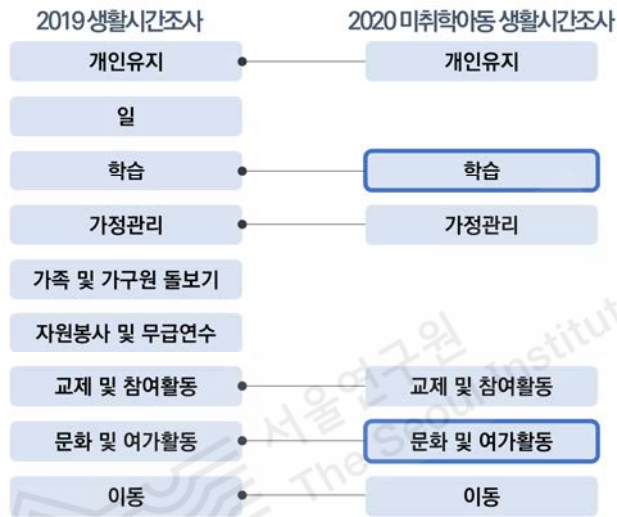 2019 생활시간조사 2020 미취학아동 생활시간조사
개인유지 개인유지
일
학습 학습
가정관리 가정관리
가족 및 가구원 돌보기
자원봉사 및 무급연수
교제 및 참여활동 교제 및 참여활동
문화 및 여가활동 문화 및 여가활동
이동 이동
서울연구원
The Seoul Institut